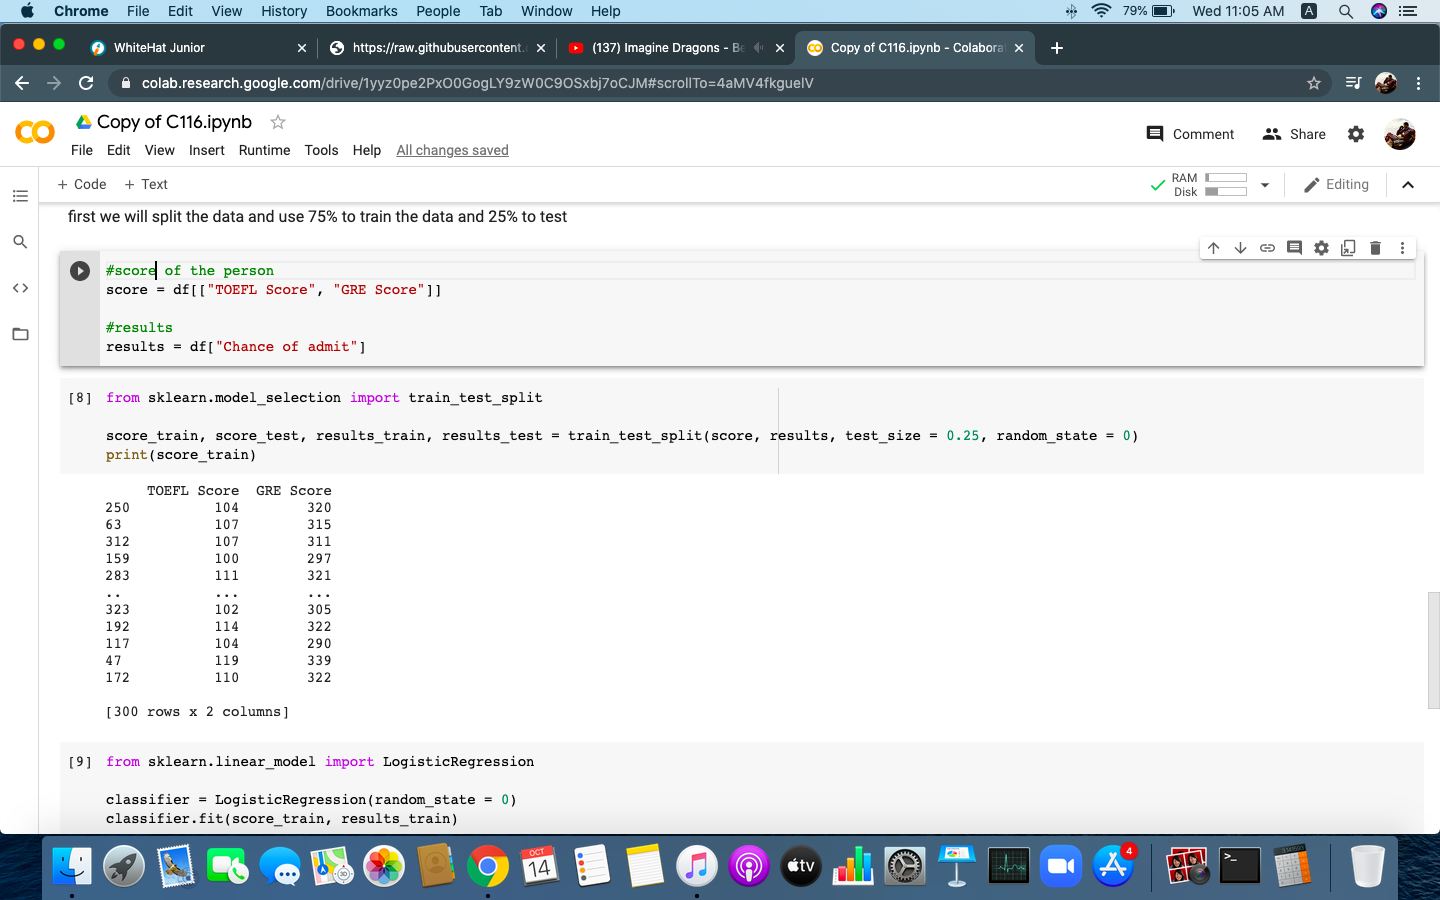 Chrome File Edit View History Bookmarks People Tab Window Help 79% Wed 11:05 AM A
WhiteHat Junior https://raw.githubusercontent. (137) Imagine Dragons - Be Copy of C116.ipynb - Colabora
colab.research.google.com/drive/1yyz0pe2PxO0GogLY9zW0C9OSxbj7oCJM#scrollTo=4aMV4fkguelV
Copy of C116.ipynb
File Edit View Insert Runtime Tools Help All changes saved
Comment Share
+ Code + Text
RAM
Disk
Editing
first we will split the data and use 75% to train the data and 25% to test
#score of the person
score = df[["TOEFL Score", "GRE Score"]]
#results
results = df["Chance of admit"]
[8] from sklearn.model_selection import train_test_split
score_train, score_test, results_train, results_test = train_test_split(score, results, test_size = 0.25, random_state = 0)
print(score_train)
TOEFL Score GRE Score
250 104 320
63 107 315
312 107 311
159 100 297
283 111 321
.. ... ...
323 102 305
192 114 322
117 104 290
47 119 339
172 110 322
[300 rows x 2 columns]
[9] from sklearn.linear_model import LogisticRegression
classifier = LogisticRegression(random_state = 0)
classifier.fit(score_train, results_train)
OCT
14
3D
tv
4
>_